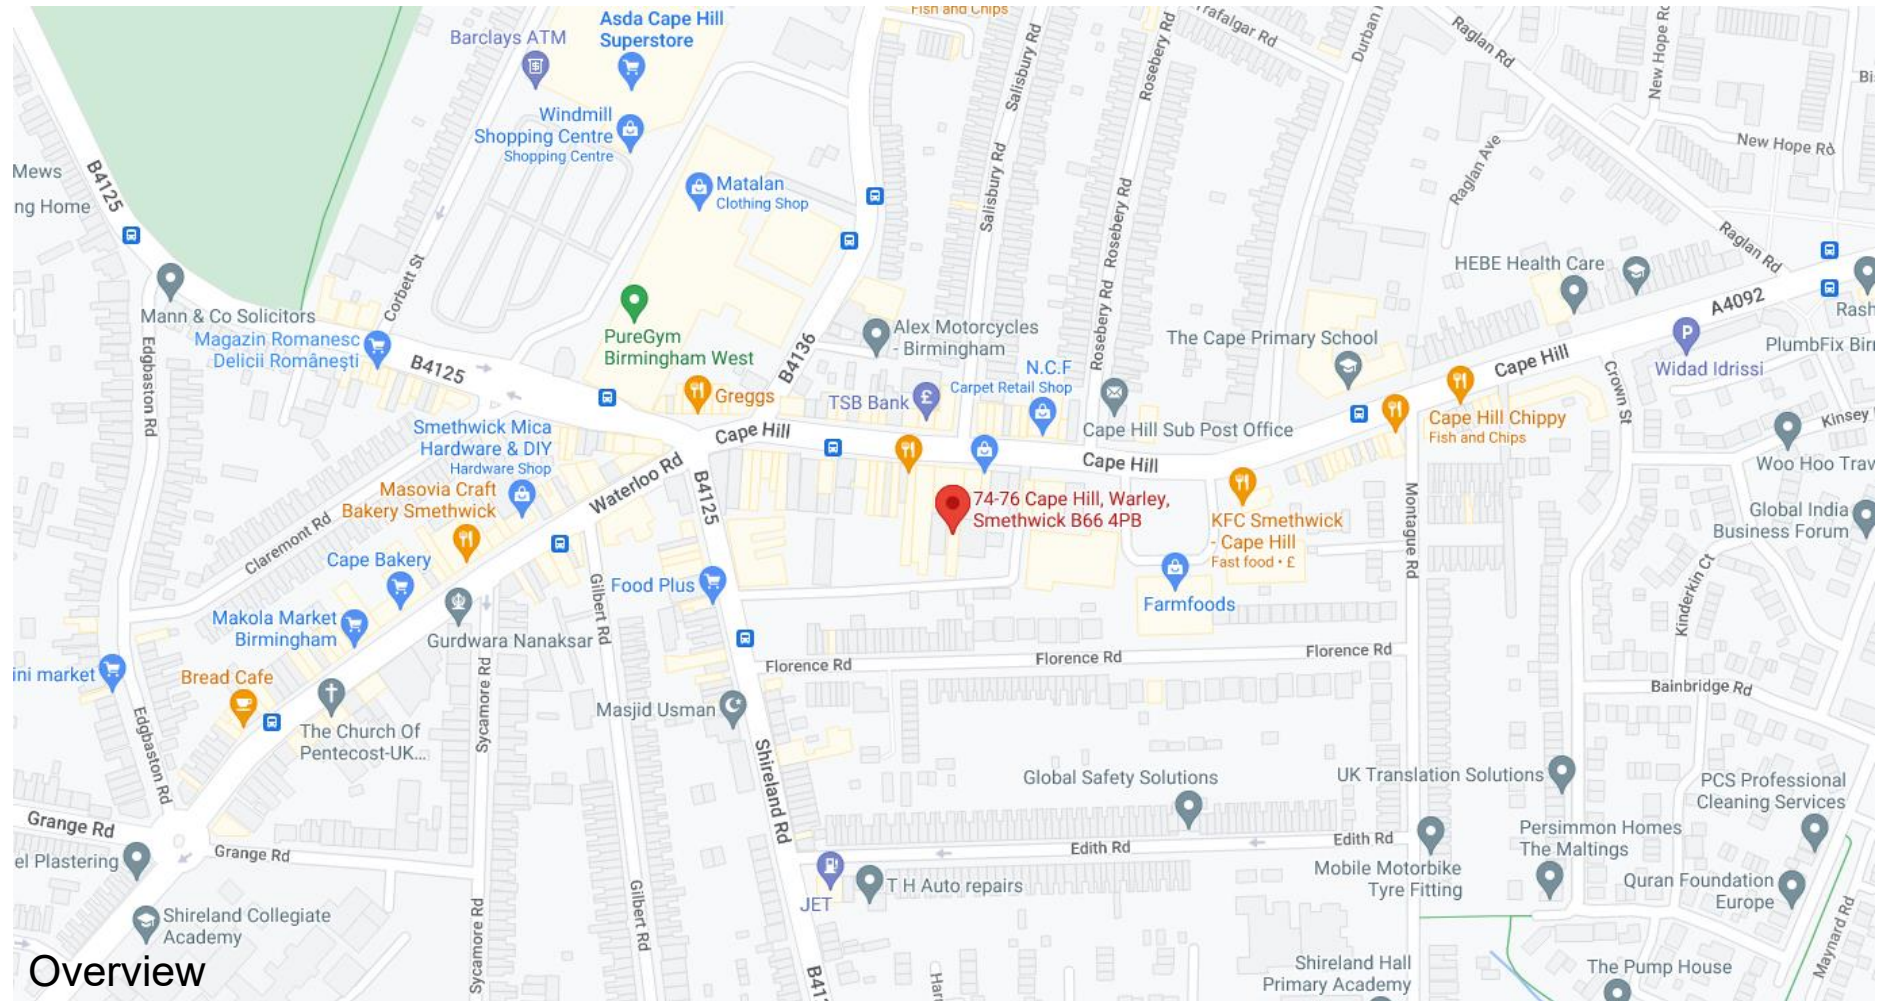 Fish and Chips
Asda Cape Hill
Superstore
Barclays ATM
Trafalgar Rd
Salisbury Rd
Rosebery Rd
Raglan Rd
New Hope Rd
Windmill
Shopping Centre
Shopping Centre
New Hope Rd
Mews
ng Home
B4125
Matalan
Clothing Shop
Salisbury Rd
Rosebery Rd
Raglan Ave
Raglan Rd
Corbett St
HEBE Health Care
A4092
Rash
Mann & Co Solicitors
Magazin Romanesc
Delicii Românești
B4125
PureGym
Birmingham West
B4136
Alex Motorcycles
- Birmingham
Rosebery Rd
The Cape Primary School
PlumbFix Birr
Widad Idrissi
Edgbaston Rd
Greggs
TSB Bank
N.C.F
Carpet Retail Shop
Cape Hill
Crown St
Cape Hill Chippy
Fish and Chips
Smethwick Mica
Hardware & DIY
Hardware Shop
Cape Hill
Cape Hill Sub Post Office
Cape Hill
Kinsey
Woo Hoo Trav
Masovia Craft
Bakery Smethwick
Waterloo Rd
B4125
74-76 Cape Hill, Warley,
Smethwick B66 4PB
KFC Smethwick
- Cape Hill
Fast food • £
Montague Rd
Global India
Business Forum
Claremont Rd
Cape Bakery
Gilbert Rd
Food Plus
Farmfoods
Kinderkin Ct
Makola Market
Birmingham
Gurdwara Nanaksar
Florence Rd
Florence Rd
Florence Rd
ini market
Bread Cafe
Sycamore Rd
Bainbridge Rd
Masjid Usman
The Church Of
Pentecost-UK...
Edgbaston Rd
Shireland Rd
Global Safety Solutions
UK Translation Solutions
PCS Professional
Cleaning Services
Grange Rd
Grange Rd
Edith Rd
Edith Rd
Persimmon Homes
The Maltings
el Plastering
Mobile Motorbike
Tyre Fitting
T H Auto repairs
JET
Quran Foundation
Europe
Gilbert Rd
Shireland Collegiate
Academy
Sycamore Rd
Maynard Rd
Shireland Hall
Primary Academy
The Pump House
Overview